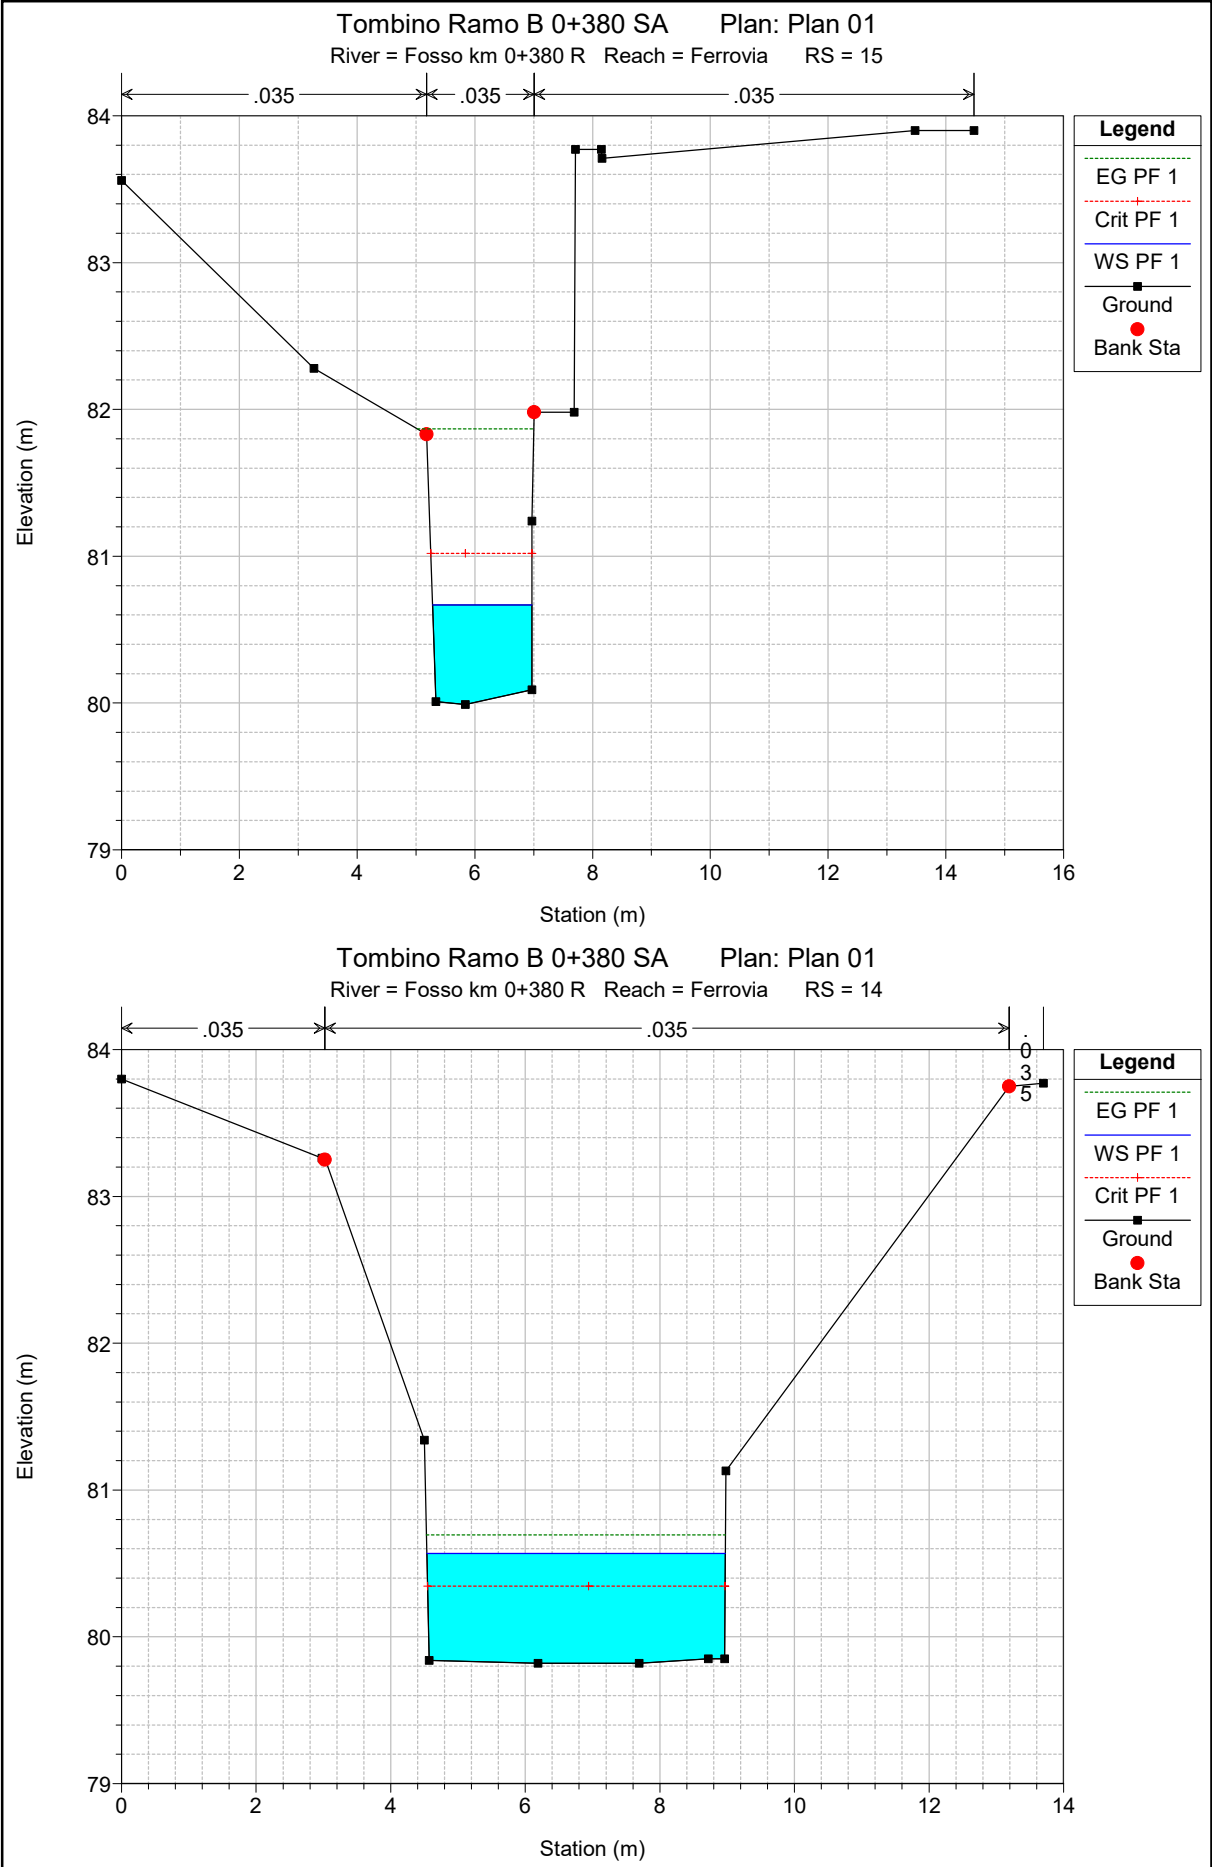 Tombino Ramo B 0+380 SA Plan: Plan 01
River = Fosso km 0+380 R Reach = Ferrovia RS = 15
.035 .035 .035
84
83
82
81
80
79
0 2 4 6 8 10 12 14 16
Station (m)
Elevation (m)
Legend
EG PF 1
Crit PF 1
WS PF 1
Ground
Bank Sta
Tombino Ramo B 0+380 SA Plan: Plan 01
River = Fosso km 0+380 R Reach = Ferrovia RS = 14
.035 .035 .035
84
83
82
81
80
79
0 2 4 6 8 10 12 14
Station (m)
Elevation (m)
Legend
EG PF 1
WS PF 1
Crit PF 1
Ground
Bank Sta